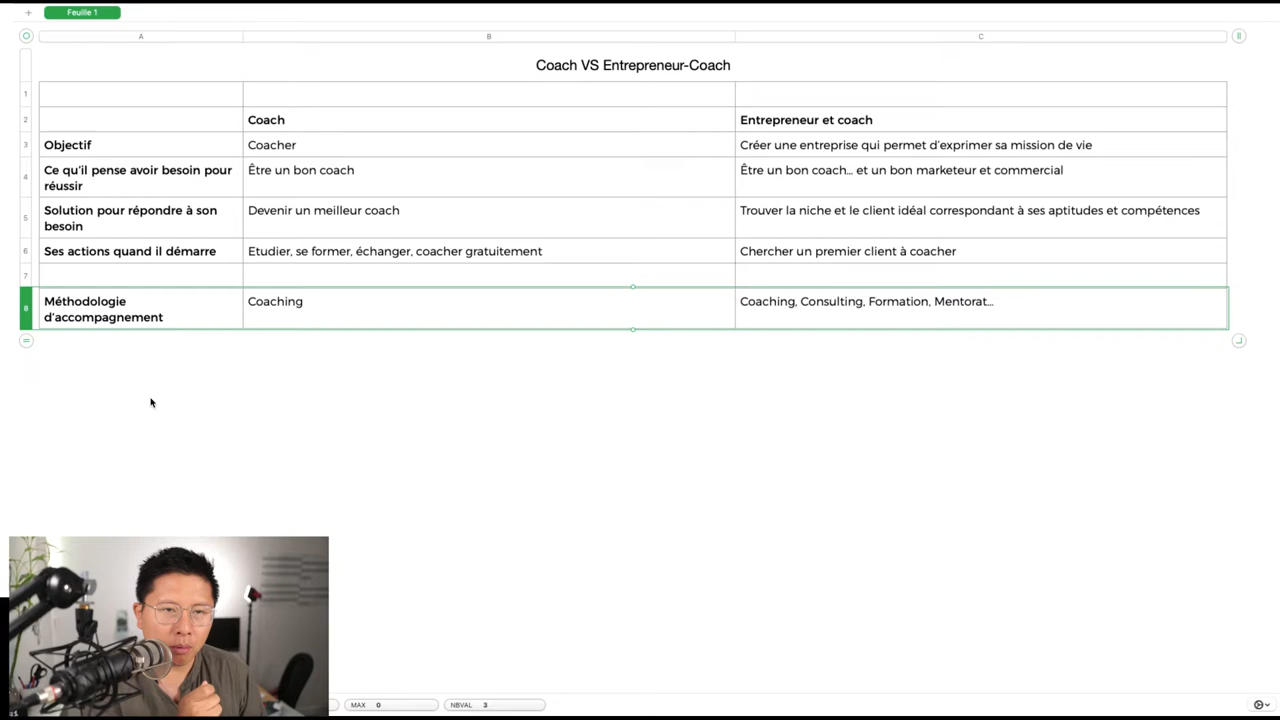 Feuille 1
A B C
Coach VS Entrepreneur-Coach
1
2 Coach Entrepreneur et coach
3 Objectif Coacher Créer une entreprise qui permet d'exprimer sa mission de vie
4 Ce qu'il pense avoir besoin pour réussir Être un bon coach Être un bon coach... et un bon marketeur et commercial
5 Solution pour répondre à son besoin Devenir un meilleur coach Trouver la niche et le client idéal correspondant à ses aptitudes et compétences
6 Ses actions quand il démarre Etudier, se former, échanger, coacher gratuitement Chercher un premier client à coacher
7
8 Méthodologie d'accompagnement Coaching Coaching, Consulting, Formation, Mentorat...
MAX 0 NBVAL 3